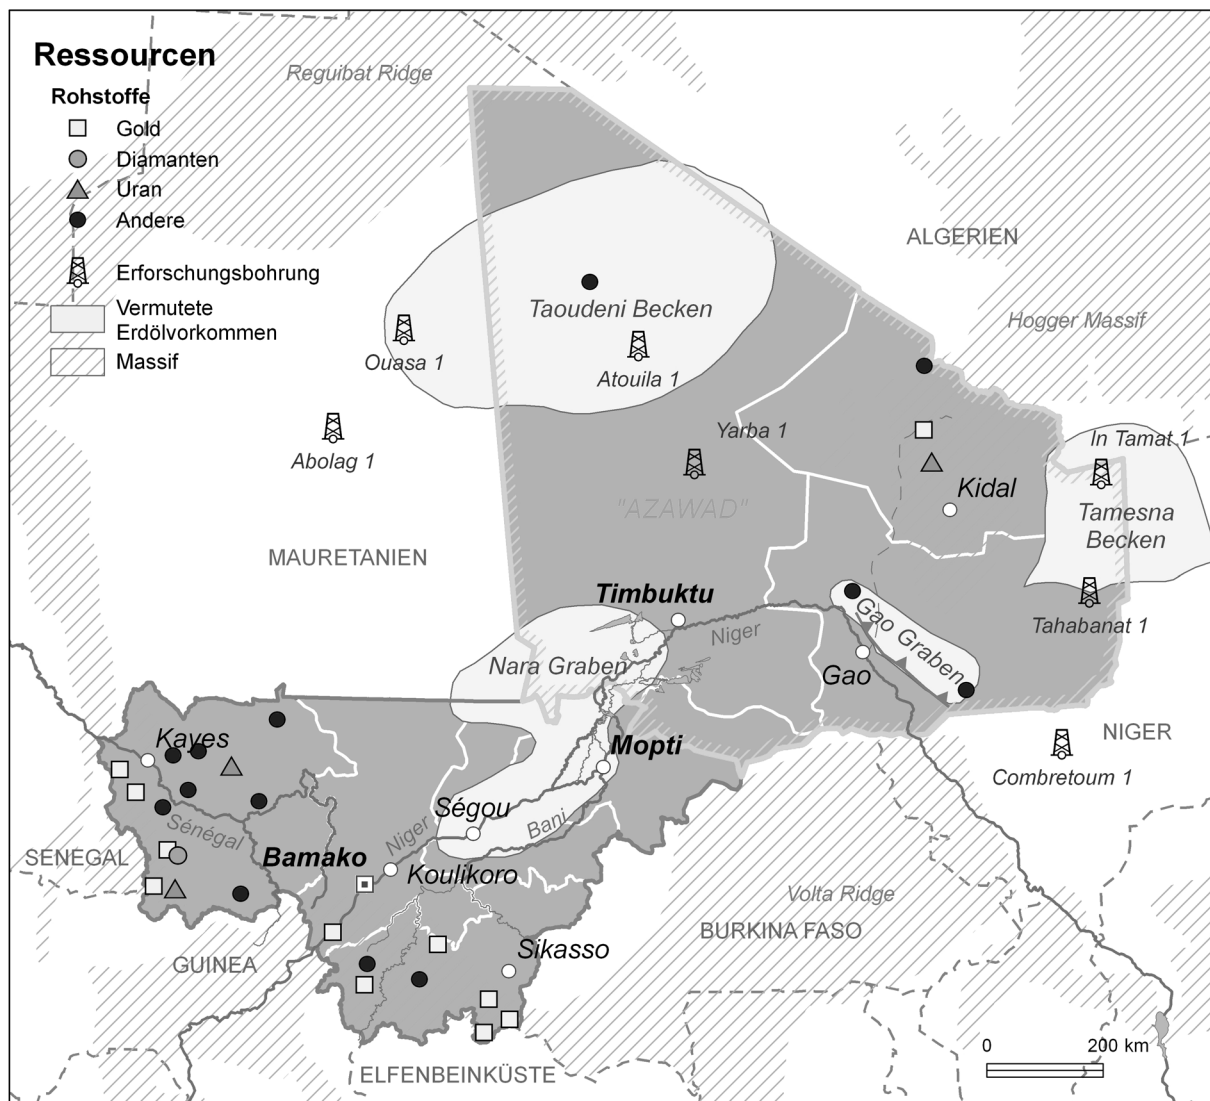 Ressourcen
Rohstoffe
Gold
Diamanten
Uran
Andere
Erforschungsbohrung
Vermutete
Erdölvorkommen
Massif
Reguibat Ridge
ALGERIEN
Hogger Massif
Taoudeni Becken
Ouasa 1
Atouila 1
Abolag 1
Yarba 1
In Tamat 1
Kidal
"AZAWAD"
Tamesna
Becken
MAURETANIEN
Timbuktu
Niger
Gao Graben
Tahabanat 1
Nara Graben
Gao
Kayes
Mopti
NIGER
Combretoum 1
Ségou
Sénégal
Niger
Bani
SENEGAL
Bamako
Koulikoro
Volta Ridge
BURKINA FASO
Sikasso
GUINEA
ELFENBEINKÜSTE
0 200 km